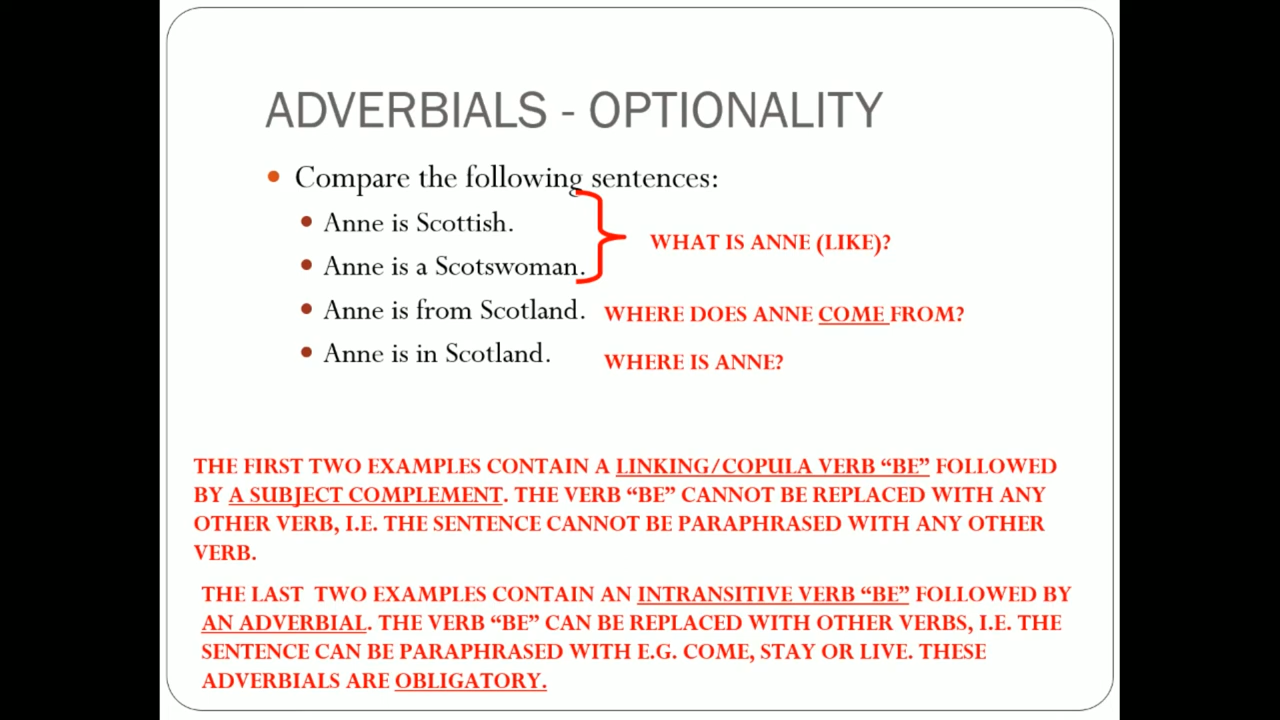 ADVERBIALS - OPTIONALITY
Compare the following sentences:
Anne is Scottish.
Anne is a Scotswoman.
WHAT IS ANNE (LIKE)?
Anne is from Scotland.
WHERE DOES ANNE COME FROM?
Anne is in Scotland.
WHERE IS ANNE?
THE FIRST TWO EXAMPLES CONTAIN A LINKING/COPULA VERB “BE” FOLLOWED
BY A SUBJECT COMPLEMENT. THE VERB “BE” CANNOT BE REPLACED WITH ANY
OTHER VERB, I.E. THE SENTENCE CANNOT BE PARAPHRASED WITH ANY OTHER
VERB.
THE LAST TWO EXAMPLES CONTAIN AN INTRANSITIVE VERB “BE” FOLLOWED BY
AN ADVERBIAL. THE VERB “BE” CAN BE REPLACED WITH OTHER VERBS, I.E. THE
SENTENCE CAN BE PARAPHRASED WITH E.G. COME, STAY OR LIVE. THESE
ADVERBIALS ARE OBLIGATORY.